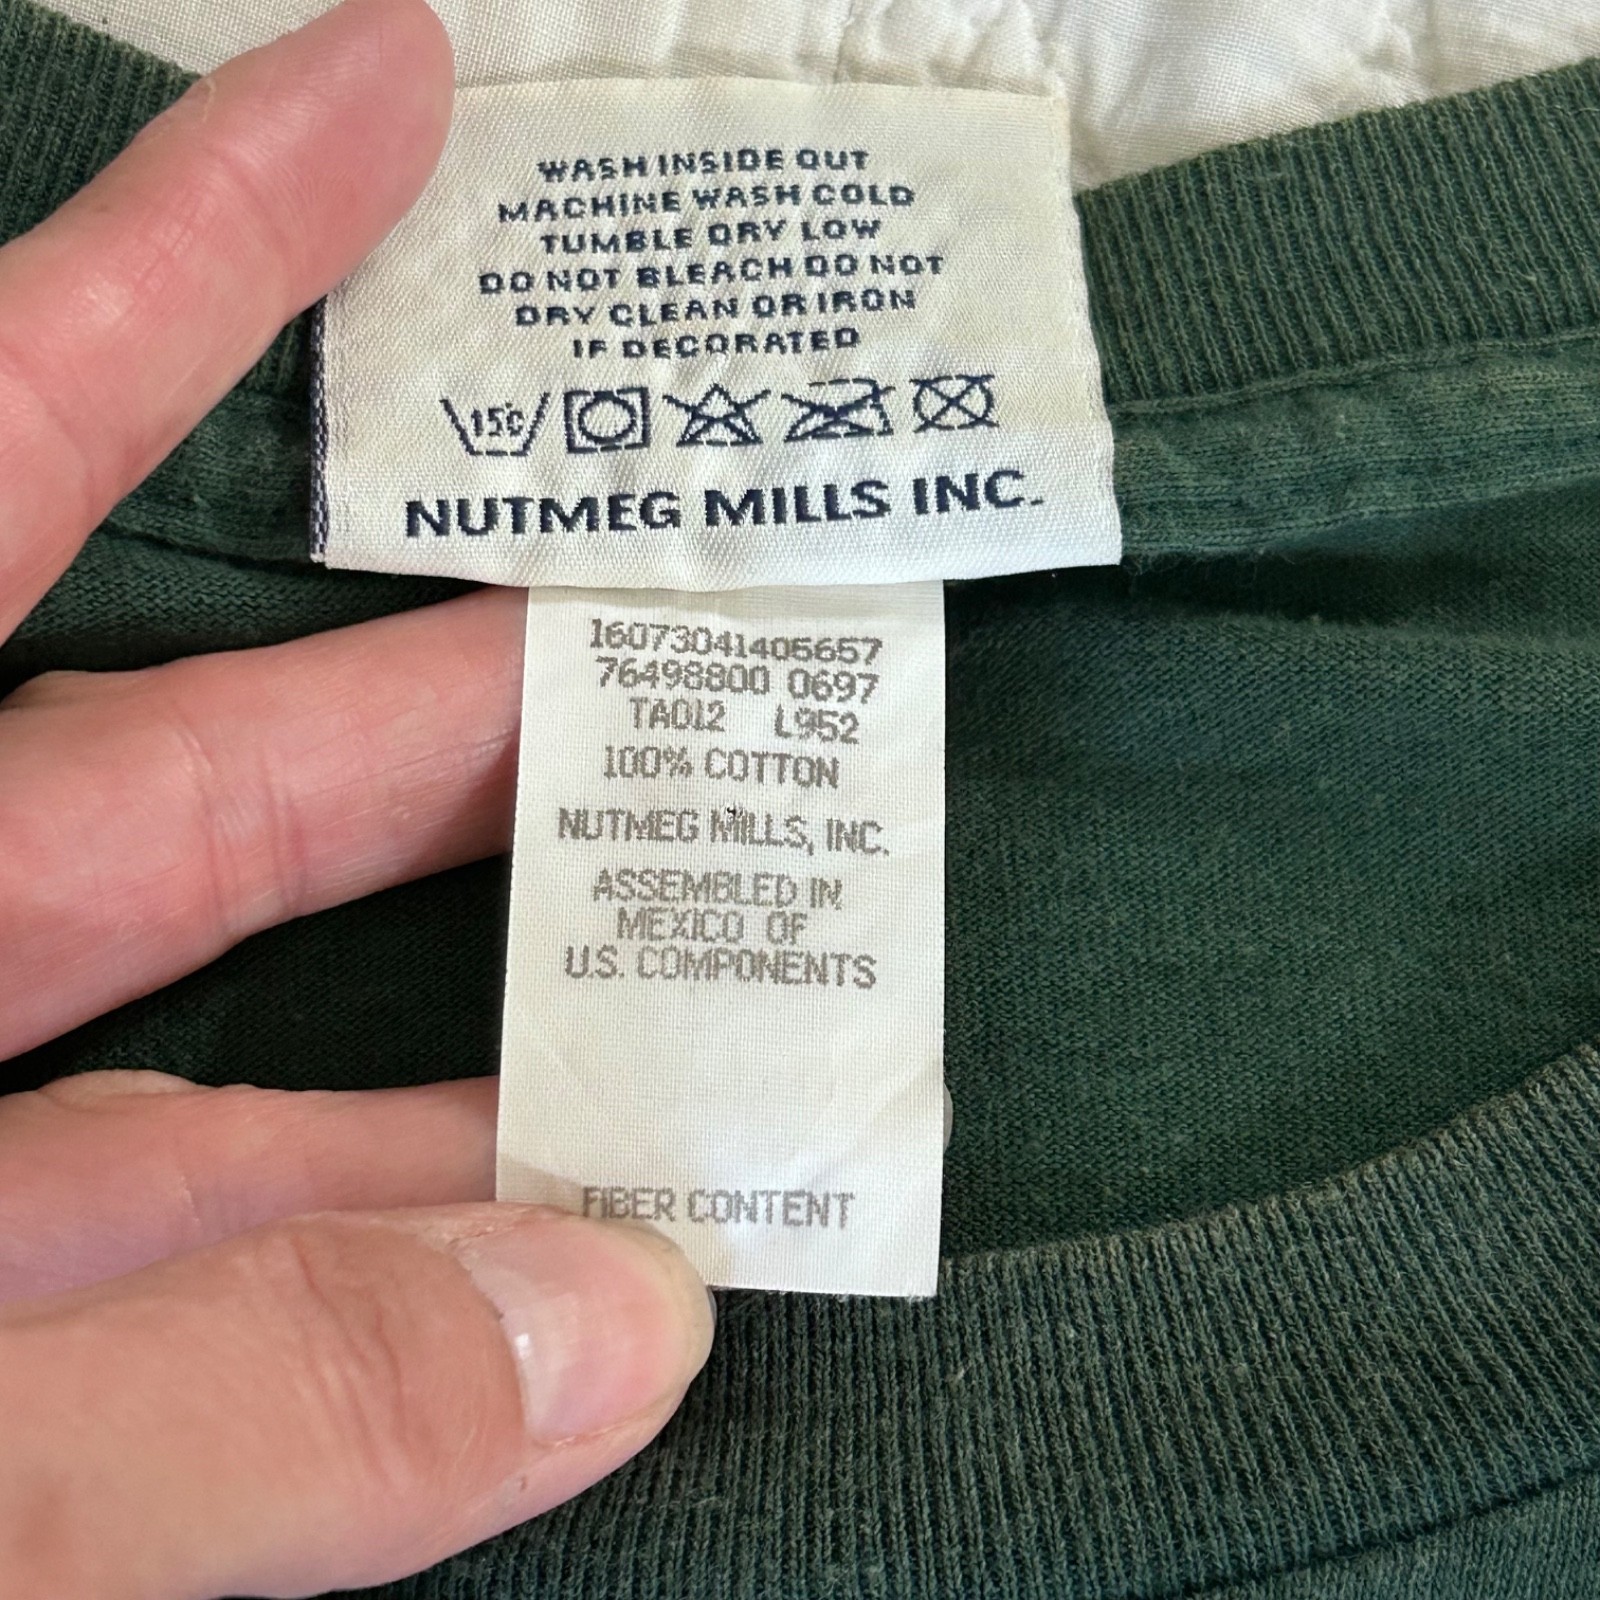 WASH INSIDE OUT
MACHINE WASH COLD
TUMBLE DRY LOW
DO NOT BLEACH DO NOT
DRY CLEAN OR IRON
IF DECORATED
15°C
NUTMEG MILLS INC.
16073041405657
76498800 0697
TA012 L952
100% COTTON
NUTMEG MILLS, INC.
ASSEMBLED IN
MEXICO OF
U.S. COMPONENTS
FIBER CONTENT